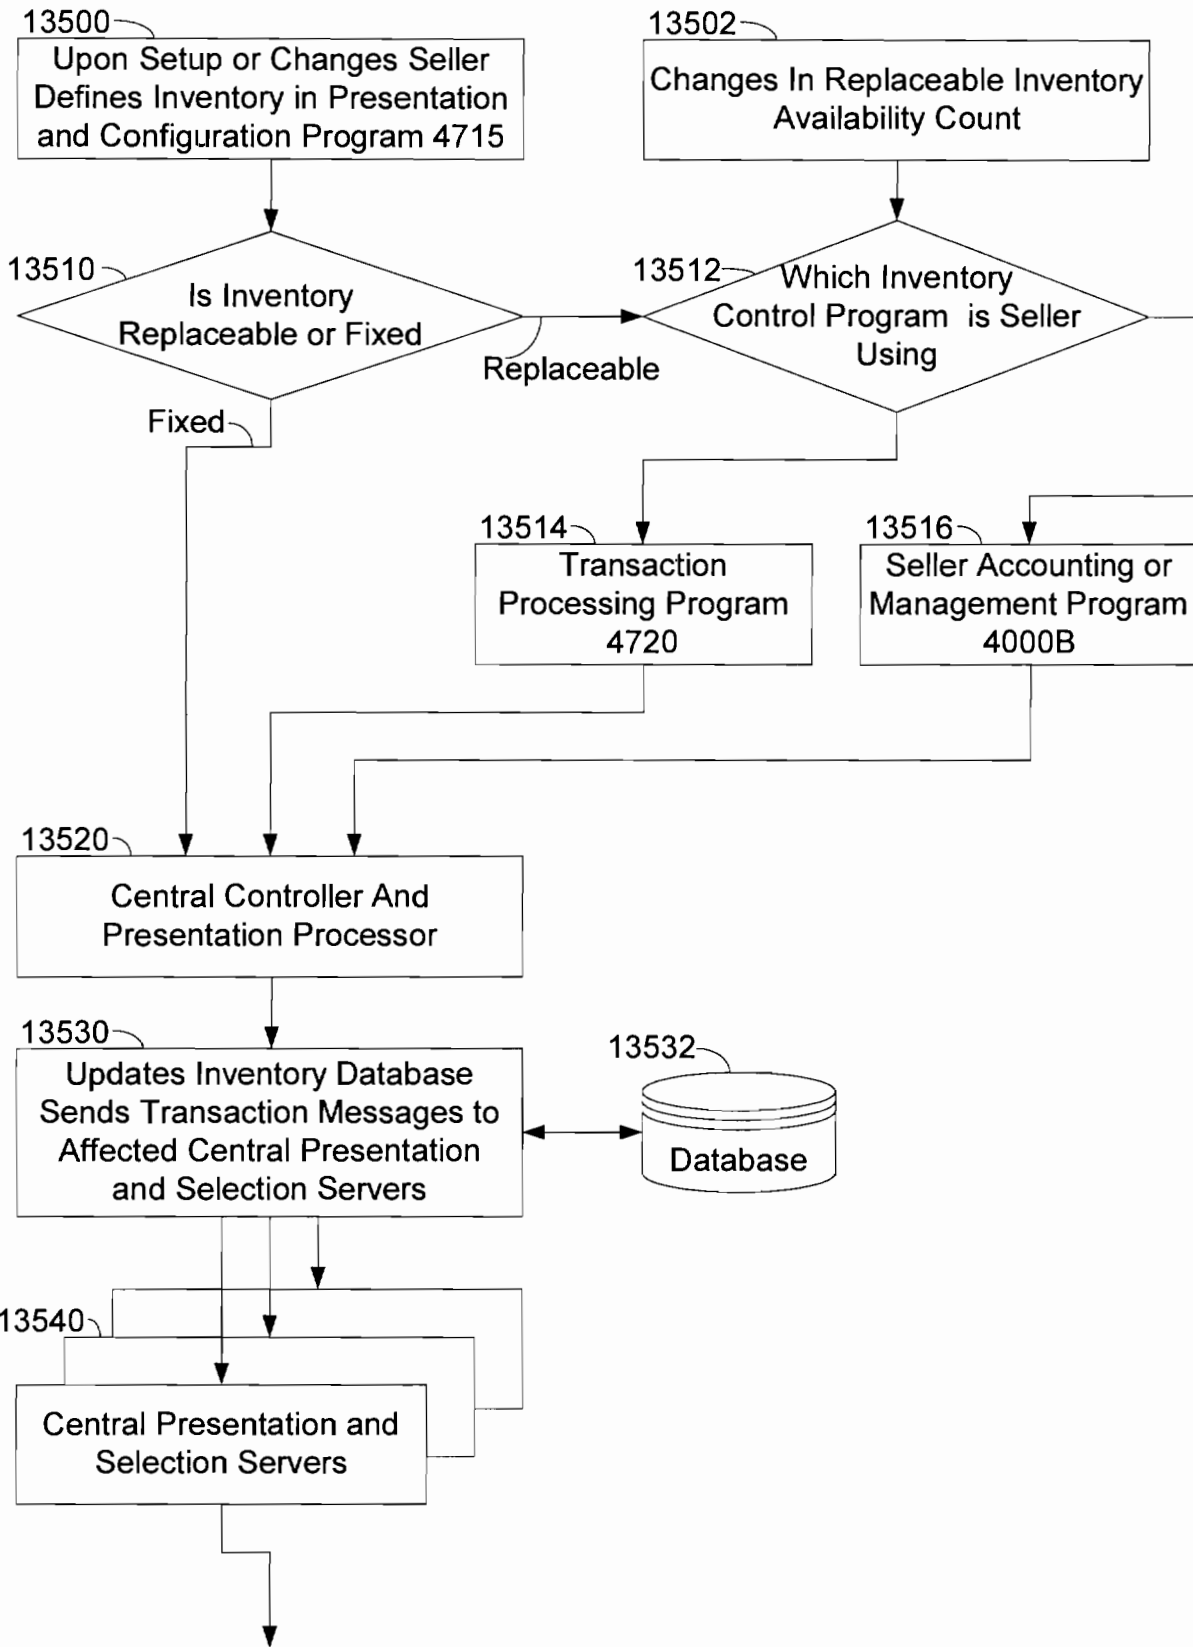 13500
Upon Setup or Changes Seller
Defines Inventory in Presentation
and Configuration Program 4715
13502
Changes In Replaceable Inventory
Availability Count
13510
Is Inventory
Replaceable or Fixed
Replaceable
Fixed
13512
Which Inventory
Control Program is Seller
Using
13514
Transaction
Processing Program
4720
13516
Seller Accounting or
Management Program
4000B
13520
Central Controller And
Presentation Processor
13530
Updates Inventory Database
Sends Transaction Messages to
Affected Central Presentation
and Selection Servers
13532
Database
13540
Central Presentation and
Selection Servers